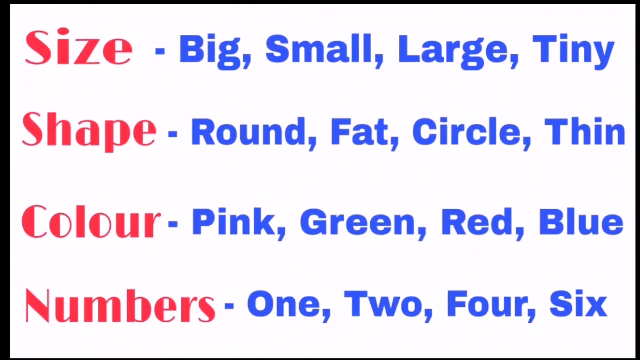 Size - Big, Small, Large, Tiny
Shape - Round, Fat, Circle, Thin
Colour - Pink, Green, Red, Blue
Numbers - One, Two, Four, Six